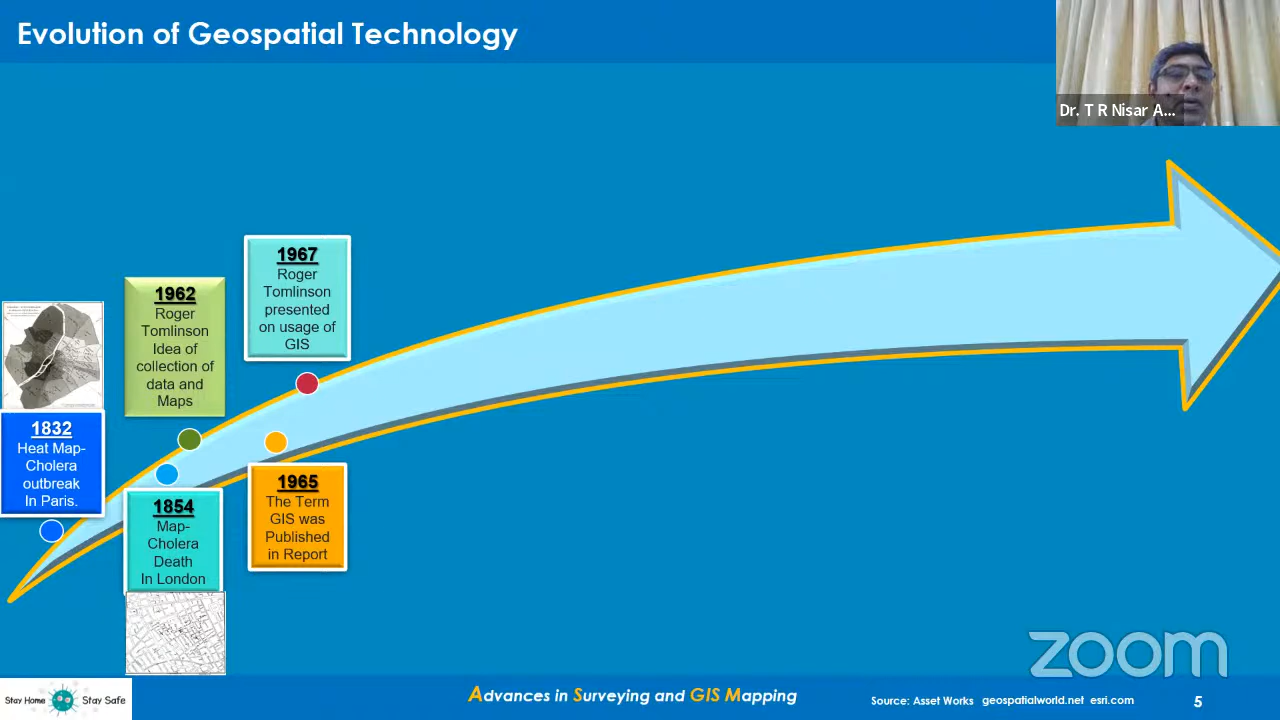 Evolution of Geospatial Technology
Dr. T R Nisar A...
1967
Roger
Tomlinson
presented
on usage of
GIS
1962
Roger
Tomlinson
Idea of
collection of
data and
Maps
1832
Heat Map-
Cholera
outbreak
In Paris.
1854
Map-
Cholera
Death
In London
1965
The Term
GIS was
Published
in Report
zoom
Stay Home Stay Safe
Advances in Surveying and GIS Mapping
Source: Asset Works geospatialworld.net esri.com
5